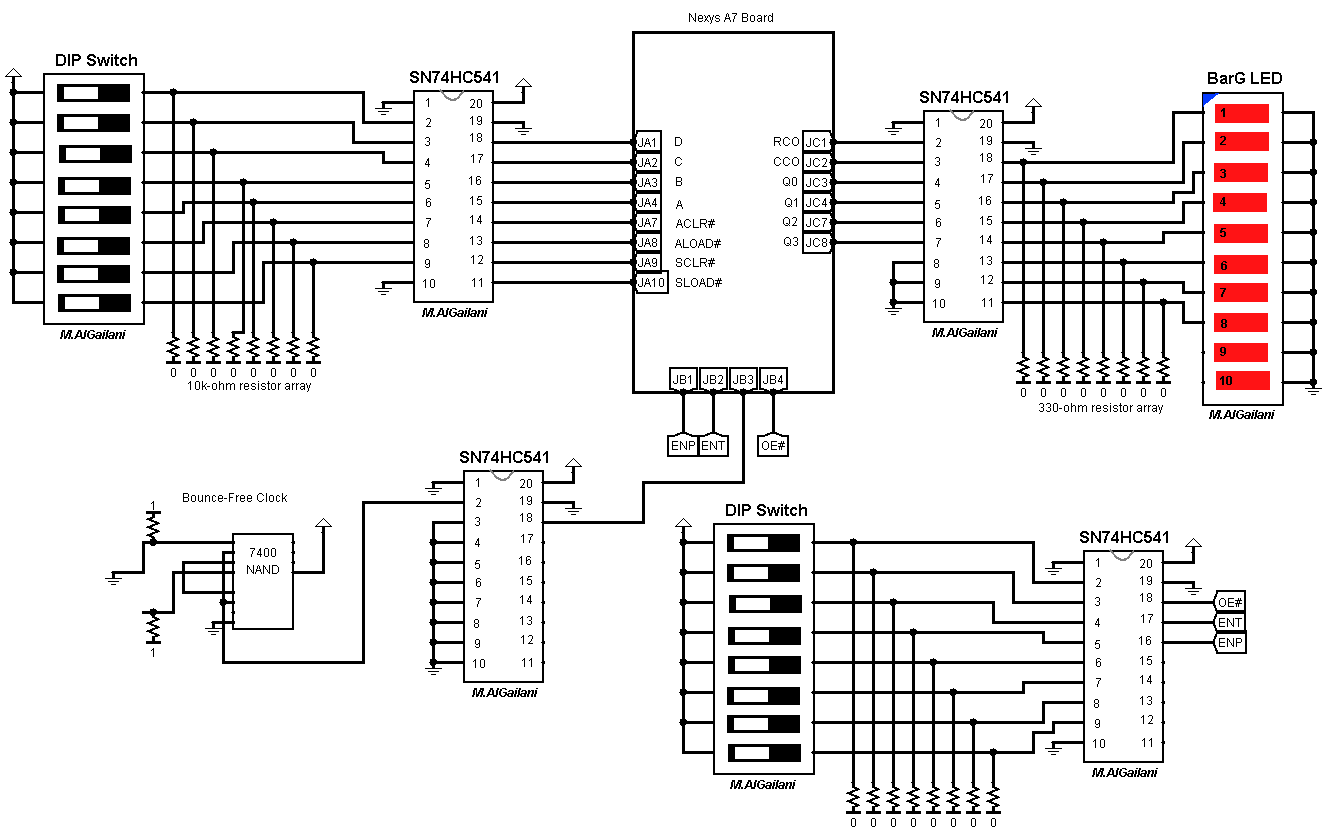 Nexys A7 Board
DIP Switch
SN74HC541
1 20
2 19
3 18
4 17
5 16
6 15
7 14
8 13
9 12
10 11
M.AlGailani
M.AlGailani
0 0 0 0 0 0 0 0
10k-ohm resistor array
JA1 D
JA2 C
JA3 B
JA4 A
JA7 ACLR#
JA8 ALOAD#
JA9 SCLR#
JA10 SLOAD#
RCO JC1
CCO JC2
Q0 JC3
Q1 JC4
Q2 JC7
Q3 JC8
JB1 JB2 JB3 JB4
ENP ENT OE#
SN74HC541
1 20
2 19
3 18
4 17
5 16
6 15
7 14
8 13
9 12
10 11
M.AlGailani
BarG LED
1
2
3
4
5
6
7
8
9
10
M.AlGailani
0 0 0 0 0 0 0 0
330-ohm resistor array
Bounce-Free Clock
1
7400
NAND
1
SN74HC541
1 20
2 19
3 18
4 17
5 16
6 15
7 14
8 13
9 12
10 11
M.AlGailani
DIP Switch
M.AlGailani
0 0 0 0 0 0 0 0
SN74HC541
1 20
2 19
3 18
4 17
5 16
6 15
7 14
8 13
9 12
10 11
M.AlGailani
OE#
ENT
ENP